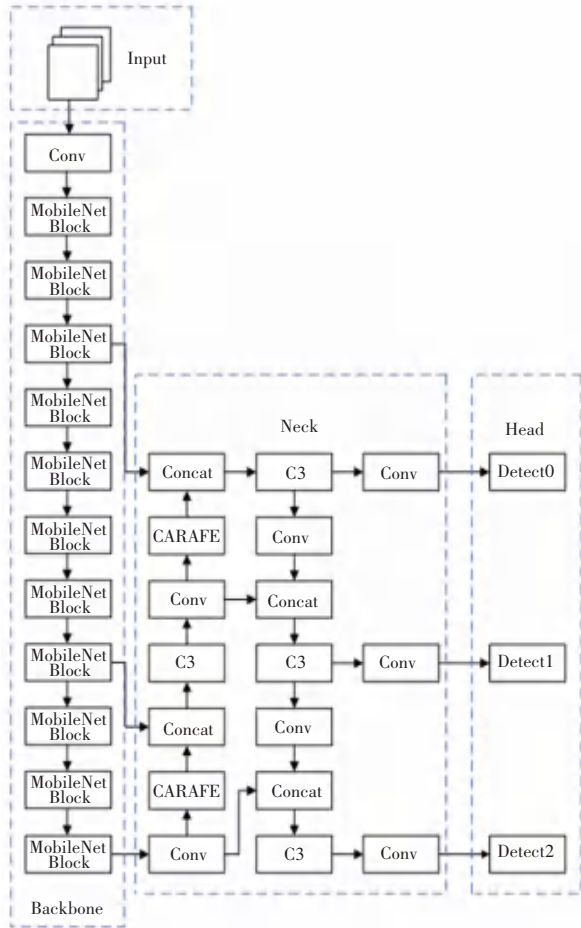 Input
Conv
MobileNet
Block
MobileNet
Block
MobileNet
Block
MobileNet
Block
MobileNet
Block
MobileNet
Block
MobileNet
Block
MobileNet
Block
MobileNet
Block
MobileNet
Block
MobileNet
Block
Backbone
Neck
Concat
CARAFE
Conv
C3
Concat
CARAFE
Conv
C3
Conv
Concat
C3
Conv
Concat
C3
Conv
Conv
Conv
Head
Detect0
Detect1
Detect2